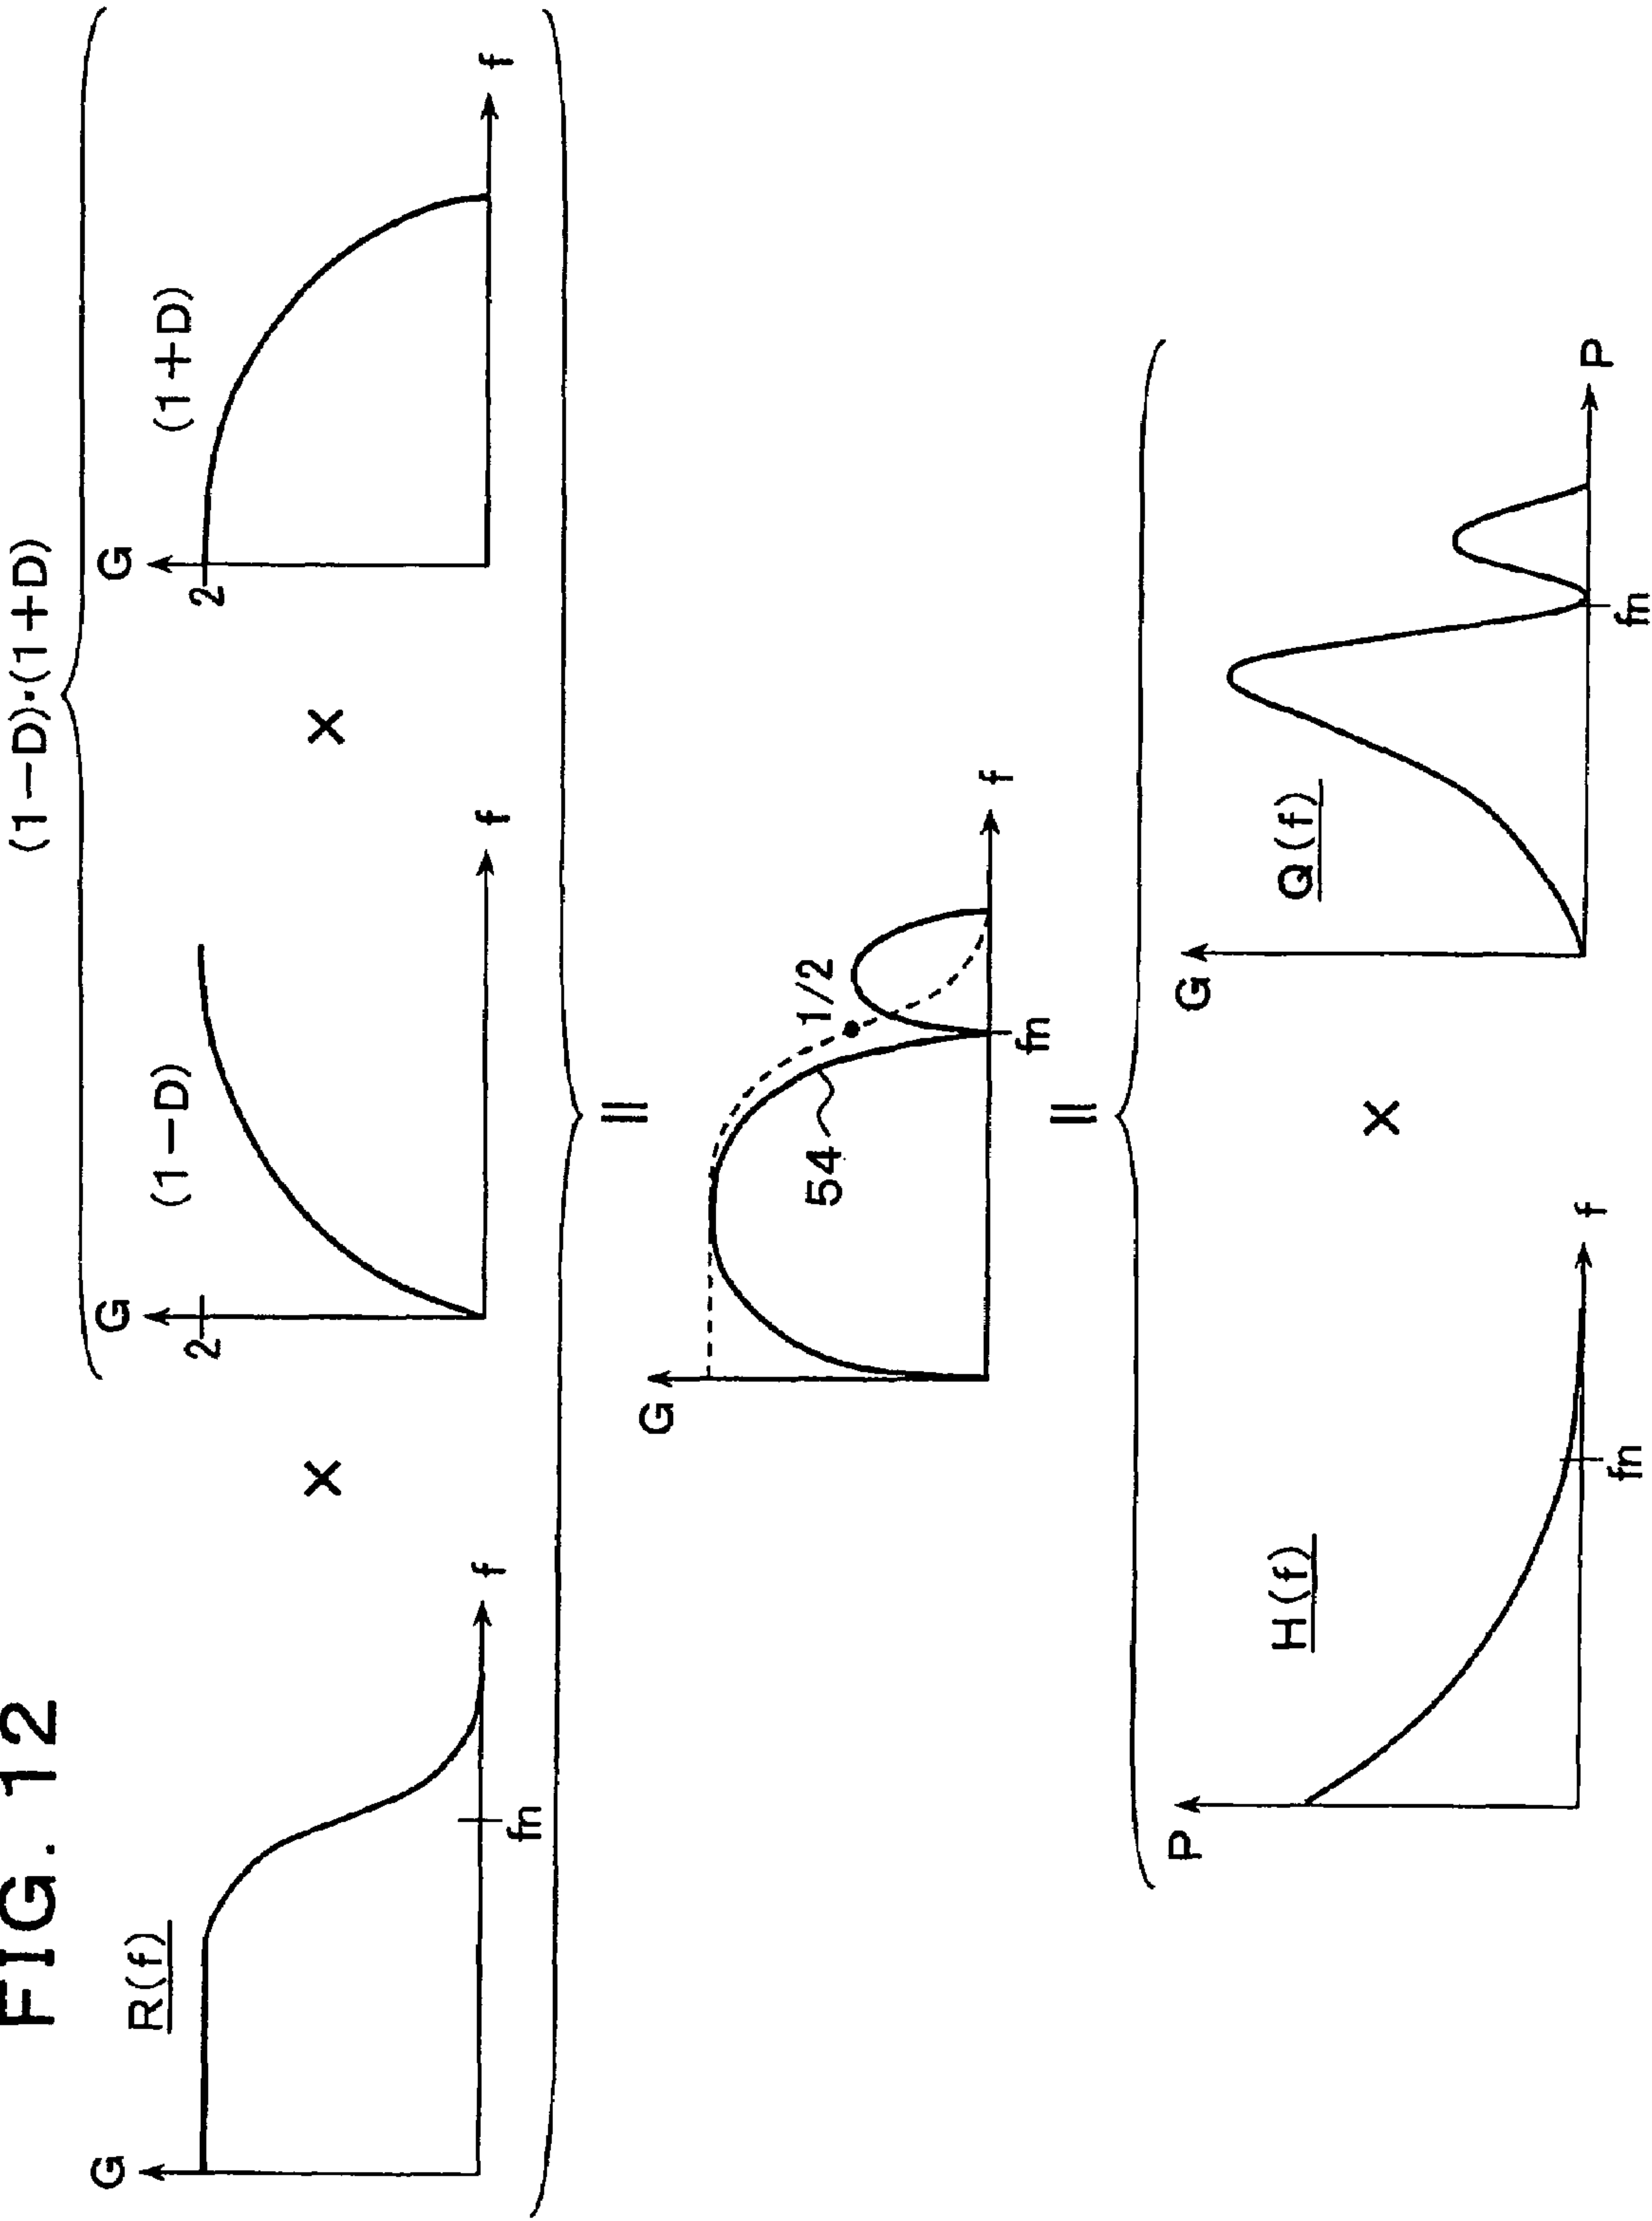 FIG. 12
(1-D)·(1+D)
R(f)
G
fn
f
×
(1-D)
G
2
f
×
(1+D)
G
2
f
=
G
54
1/2
fn
f
=
H(f)
P
fn
f
×
Q(f)
G
fn
P